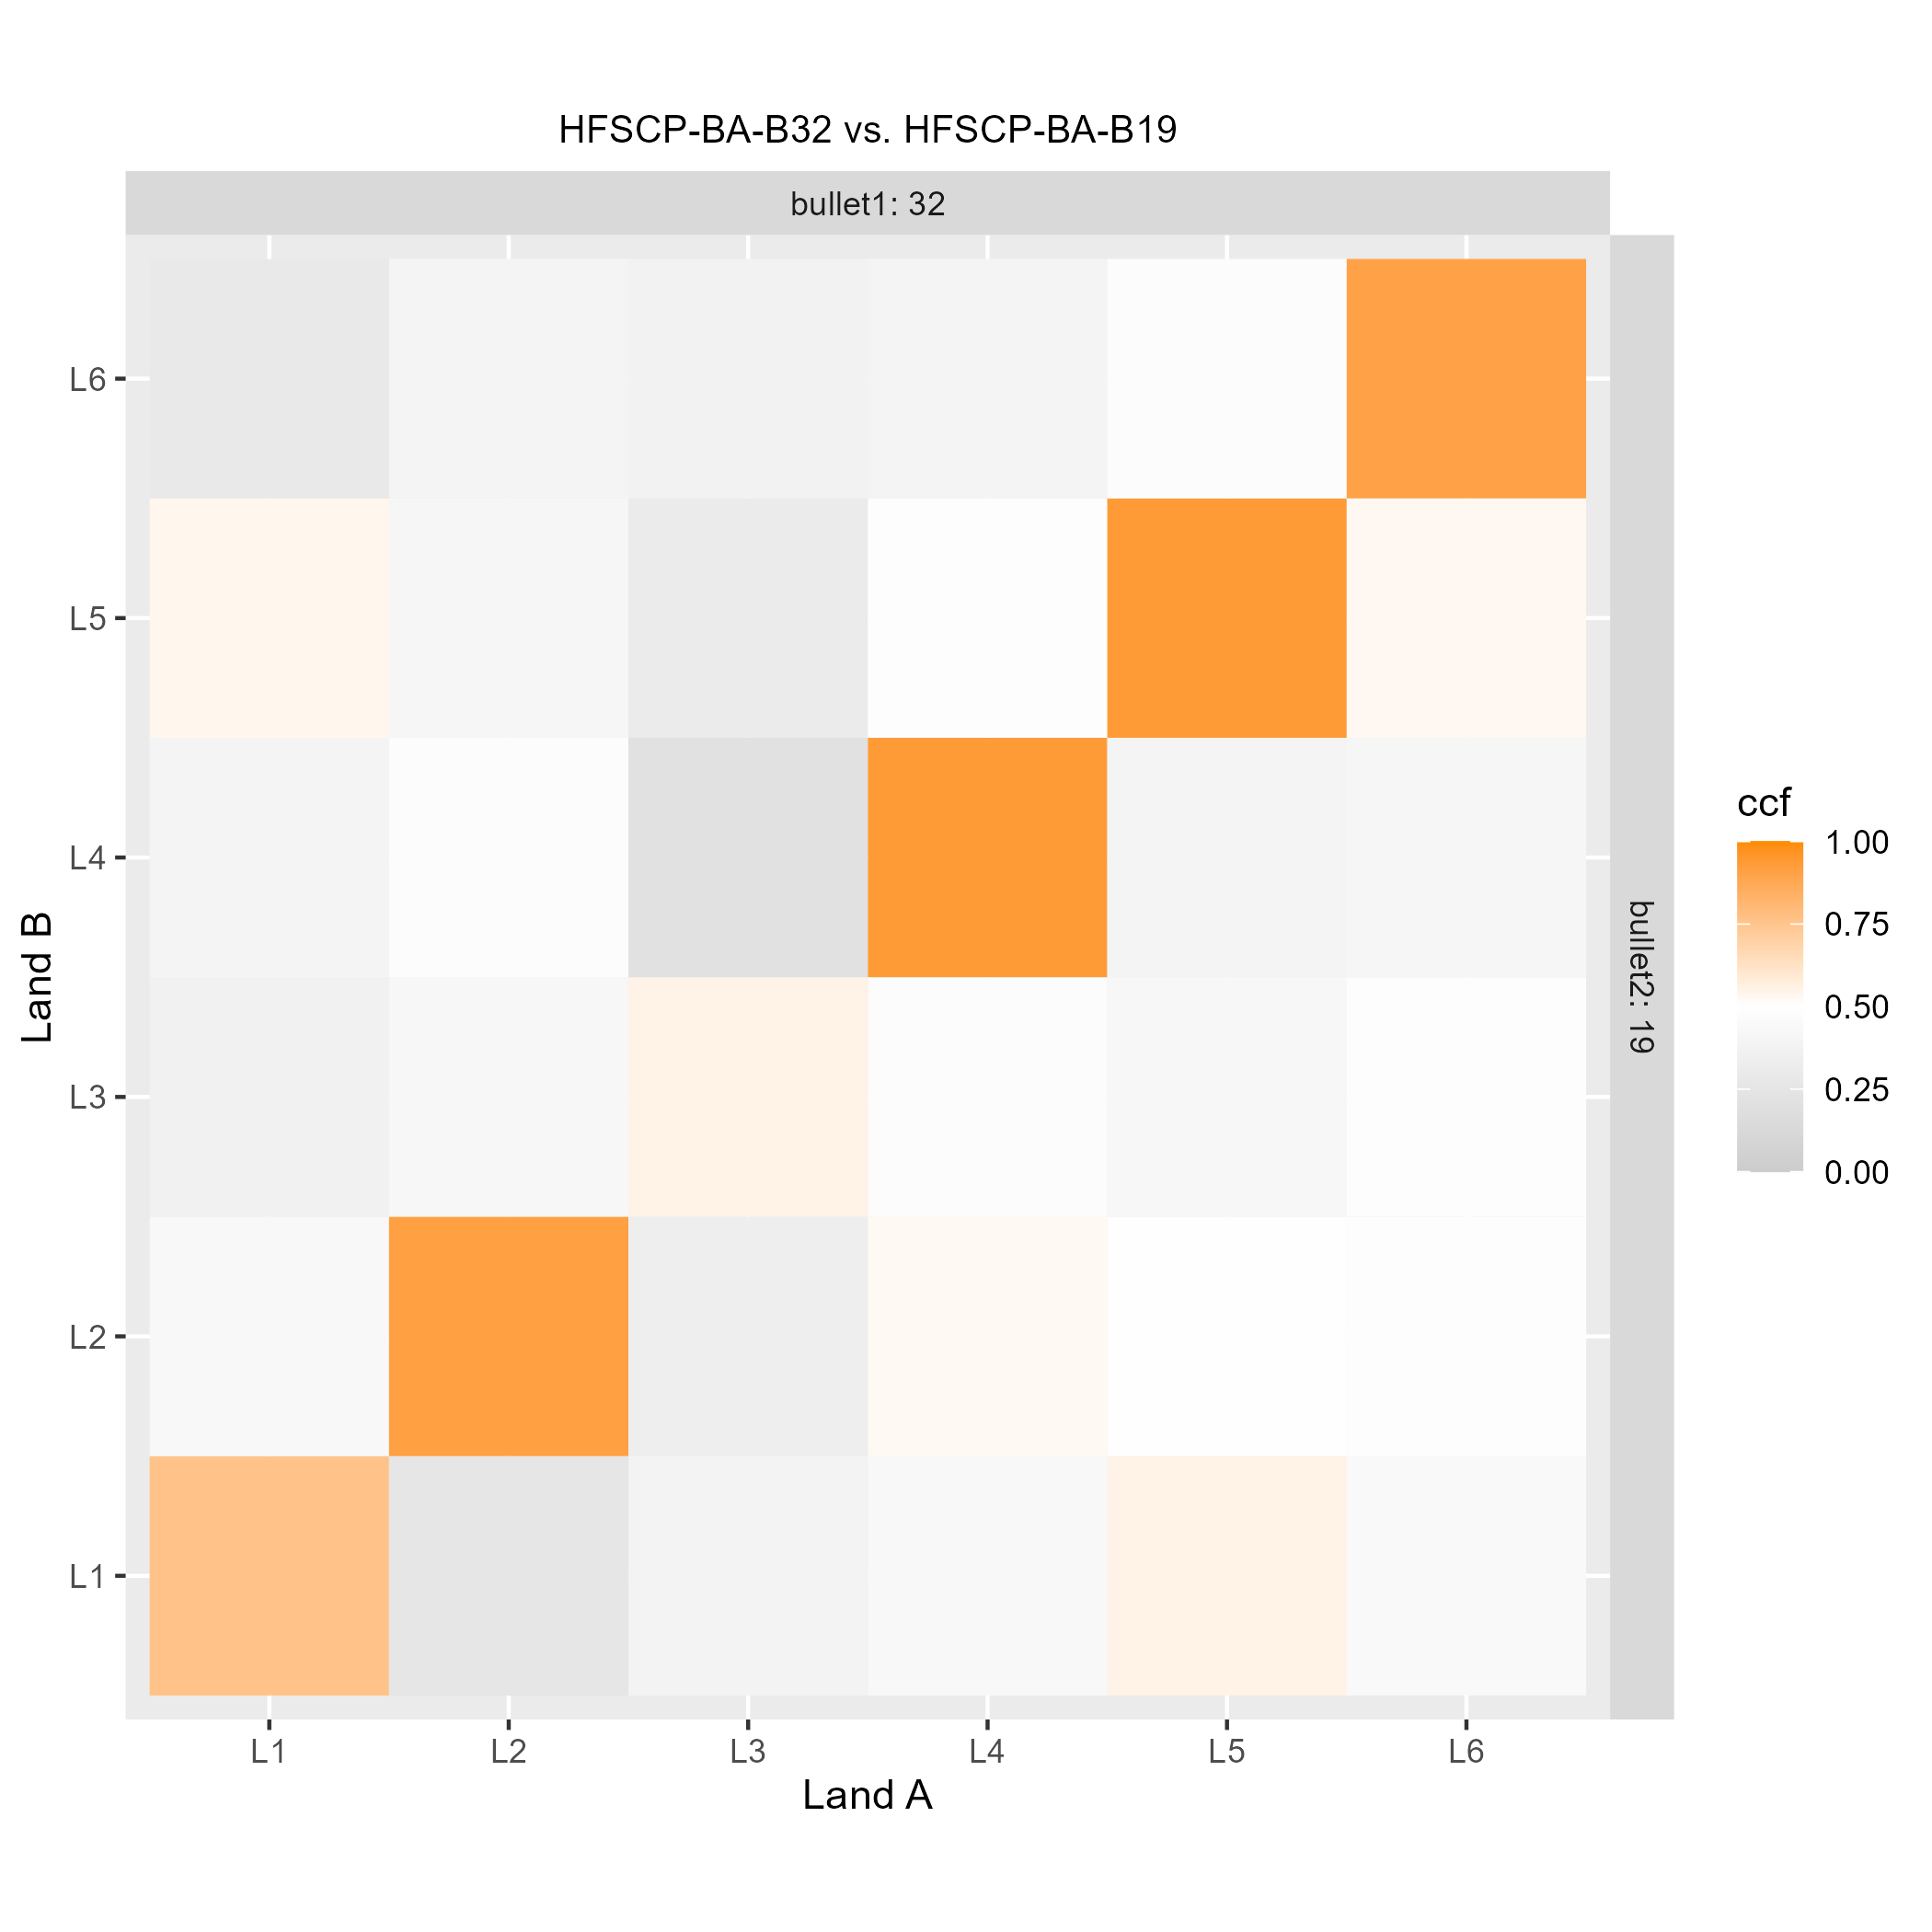 HFSCP-BA-B32 vs. HFSCP-BA-B19
bullet1: 32
L6
L5
L4
L3
L2
L1
Land B
L1 L2 L3 L4 L5 L6
Land A
bullet2: 19
ccf
1.00
0.75
0.50
0.25
0.00